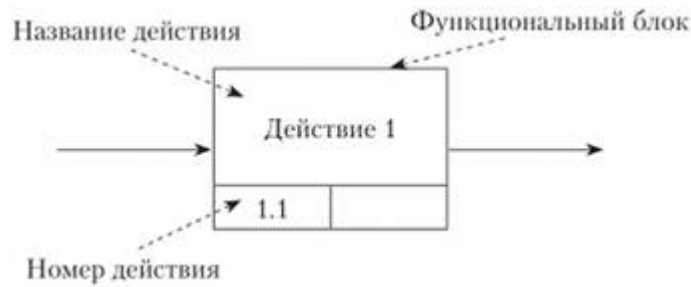 Название действия
Функциональный блок
Действие 1
1.1
Номер действия